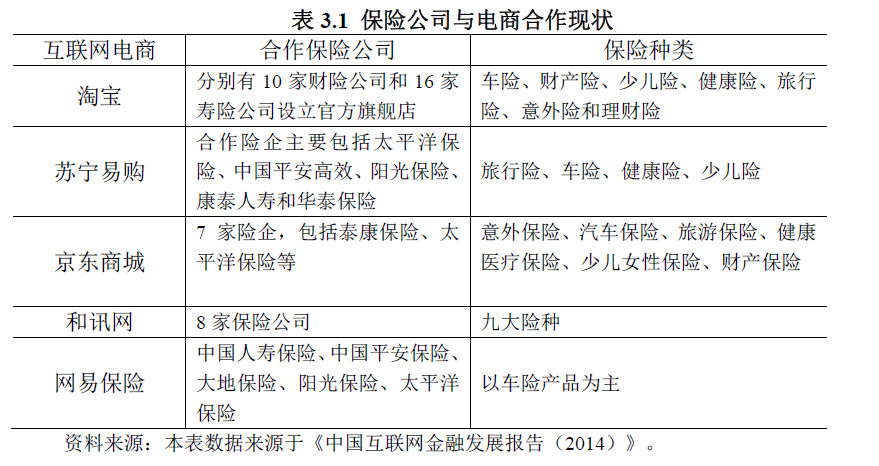 表 3.1 保险公司与电商合作现状
互联网电商 合作保险公司 保险种类
淘宝
分别有 10 家财险公司和 16 家
寿险公司设立官方旗舰店
车险、财产险、少儿险、健康险、旅行
险、意外险和理财险
苏宁易购
合作险企主要包括太平洋保
险、中国平安高效、阳光保险、
康泰人寿和华泰保险
旅行险、车险、健康险、少儿险
京东商城
7 家险企，包括泰康保险、太
平洋保险等
意外保险、汽车保险、旅游保险、健康
医疗保险、少儿女性保险、财产保险
和讯网 8 家保险公司 九大险种
网易保险
中国人寿保险、中国平安保险、
大地保险、阳光保险、太平洋
保险
以车险产品为主
资料来源：本表数据来源于《中国互联网金融发展报告（2014）》。